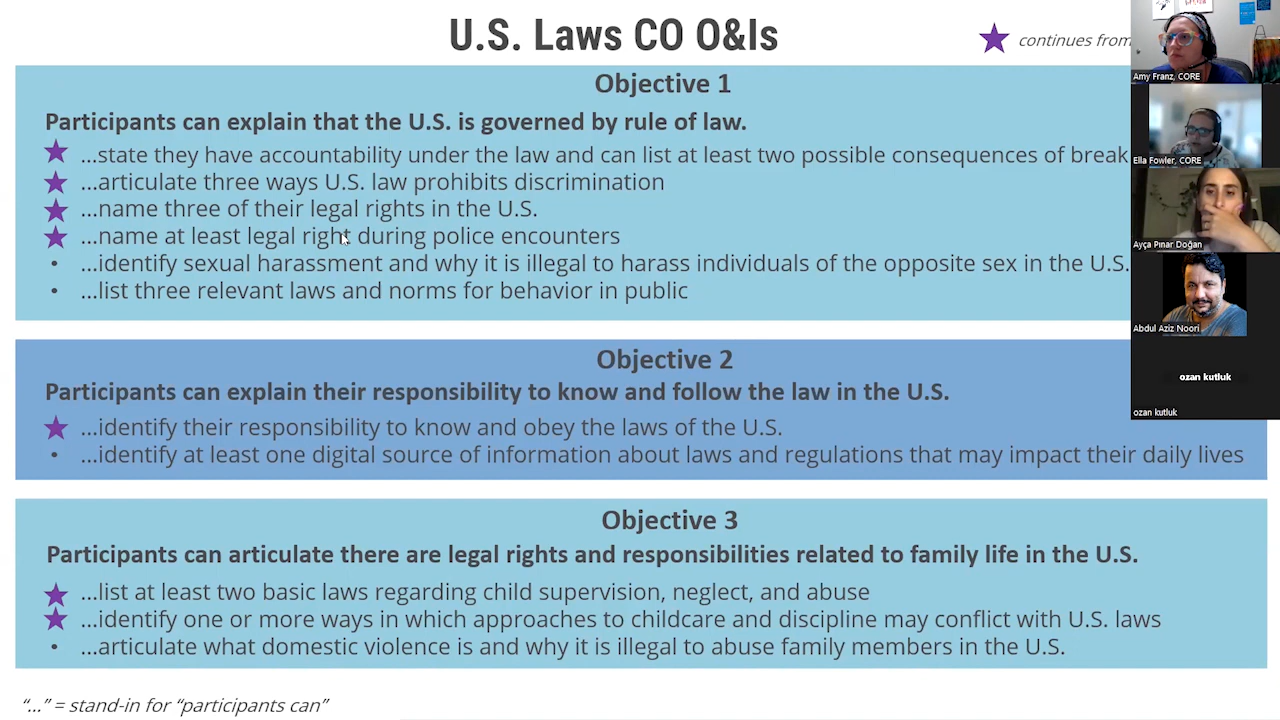 U.S. Laws CO O&Is
continues from
Objective 1
Participants can explain that the U.S. is governed by rule of law.
...state they have accountability under the law and can list at least two possible consequences of break
...articulate three ways U.S. law prohibits discrimination
...name three of their legal rights in the U.S.
...name at least legal right during police encounters
• ...identify sexual harassment and why it is illegal to harass individuals of the opposite sex in the U.S.
• ...list three relevant laws and norms for behavior in public
Objective 2
Participants can explain their responsibility to know and follow the law in the U.S.
...identify their responsibility to know and obey the laws of the U.S.
• ...identify at least one digital source of information about laws and regulations that may impact their daily lives
Objective 3
Participants can articulate there are legal rights and responsibilities related to family life in the U.S.
...list at least two basic laws regarding child supervision, neglect, and abuse
...identify one or more ways in which approaches to childcare and discipline may conflict with U.S. laws
• ...articulate what domestic violence is and why it is illegal to abuse family members in the U.S.
"..." = stand-in for "participants can"
Amy Franz, CORE
Ella Fowler, CORE
Ayça Pınar Doğan
Abdul Aziz Noori
ozan kutluk
ozan kutluk